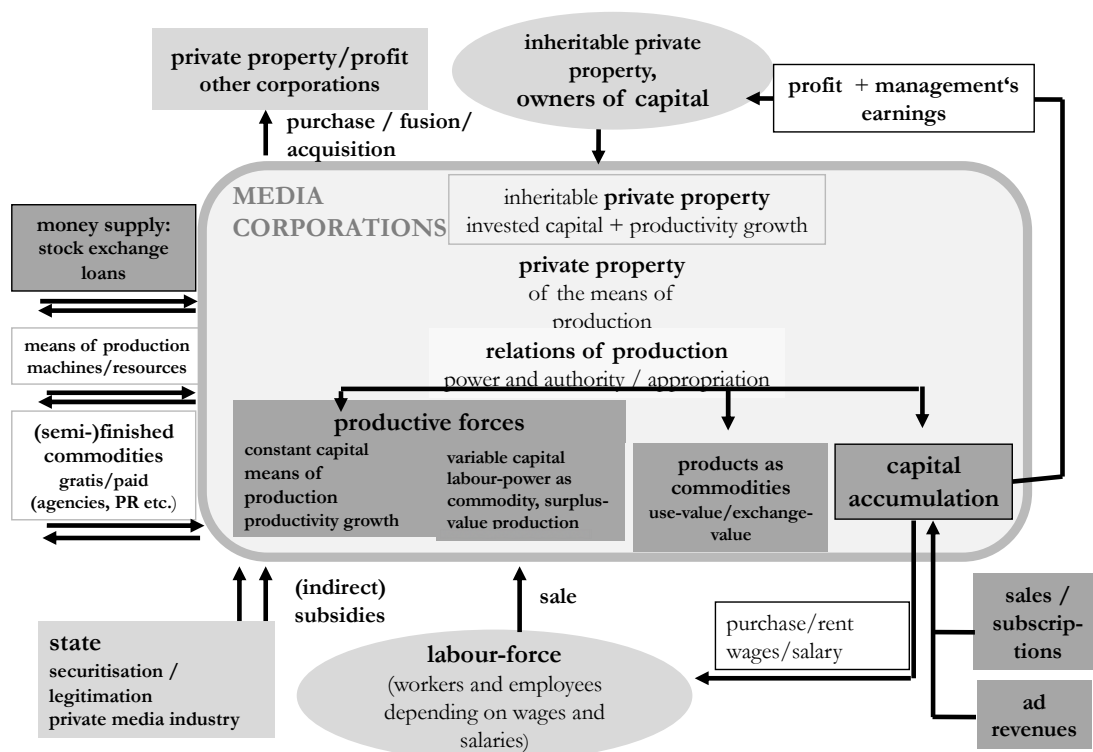 private property/profit
other corporations
inheritable private
property,
owners of capital
profit + management‘s
earnings
purchase / fusion/
acquisition
MEDIA
CORPORATIONS
inheritable private property
invested capital + productivity growth
money supply:
stock exchange
loans
private property
of the means of
production
means of production
machines/resources
relations of production
power and authority / appropriation
(semi-)finished
commodities
gratis/paid
(agencies, PR etc.)
productive forces
constant capital
means of
production
productivity growth
variable capital
labour-power as
commodity, surplus-
value production
products as
commodities
use-value/exchange-
value
capital
accumulation
(indirect)
subsidies
sale
state
securitisation /
legitimation
private media industry
labour-force
(workers and employees
depending on wages and
salaries)
purchase/rent
wages/salary
sales /
subscrip-
tions
ad
revenues